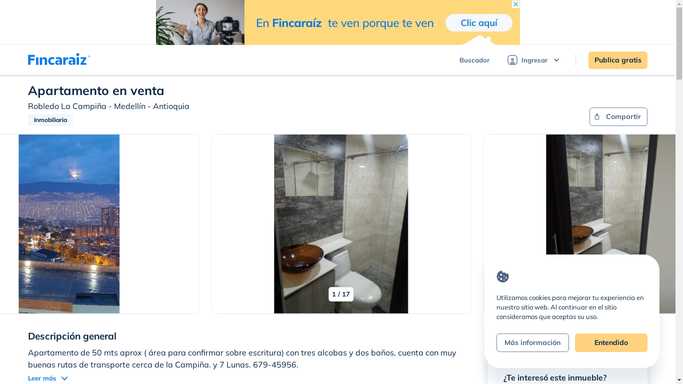 En Fincaraíz te ven porque te ven
Clic aquí
Fincaraíz
Buscador
Ingresar
Publica gratis
Apartamento en venta
Robledo La Campiña - Medellín - Antioquia
Inmobiliaria
Compartir
1 / 17
Utilizamos cookies para mejorar tu experiencia en
nuestro sitio web. Al continuar en el sitio
consideramos que aceptas su uso.
Más información
Entendido
Descripción general
Apartamento de 50 mts aprox ( área para confirmar sobre escritura) con tres alcobas y dos baños, cuenta con muy
buenas rutas de transporte cerca de la Campiña. y 7 Lunas. 679-45956.
Leer más
¿Te interesó este inmueble?